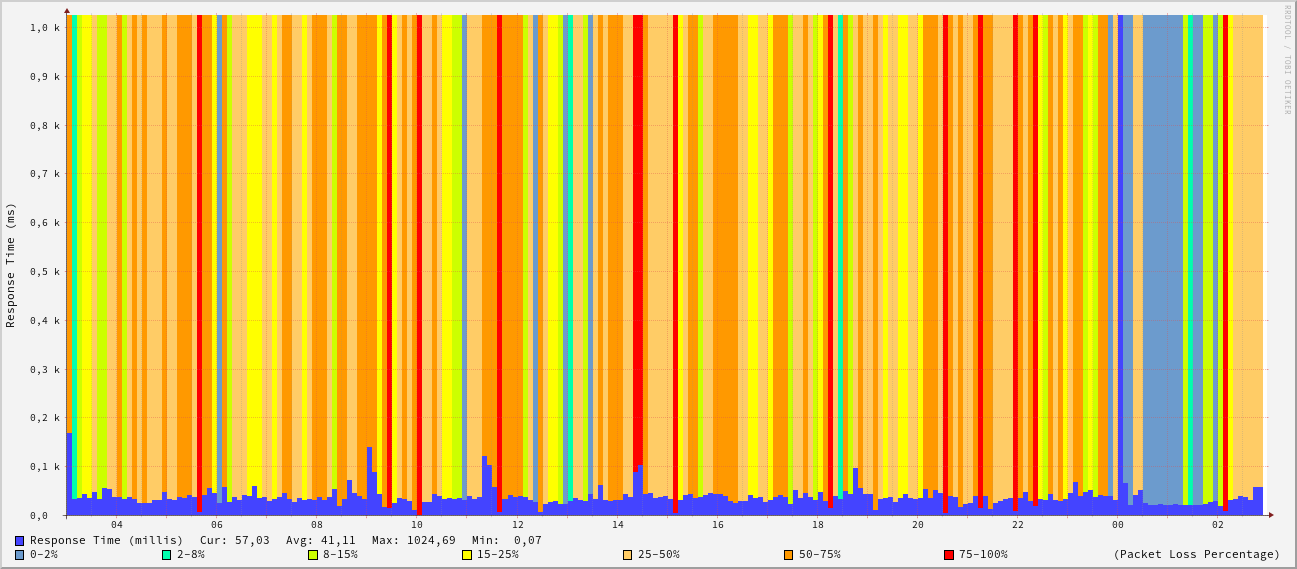 RRDTOOL / TOBI OETIKER
Response Time (ms)
1,0 k
0,9 k
0,8 k
0,7 k
0,6 k
0,5 k
0,4 k
0,3 k
0,2 k
0,1 k
0,0
04 06 08 10 12 14 16 18 20 22 00 02
Response Time (millis) Cur: 57,03 Avg: 41,11 Max: 1024,69 Min: 0,07
0-2% 2-8% 8-15% 15-25% 25-50% 50-75% 75-100% (Packet Loss Percentage)